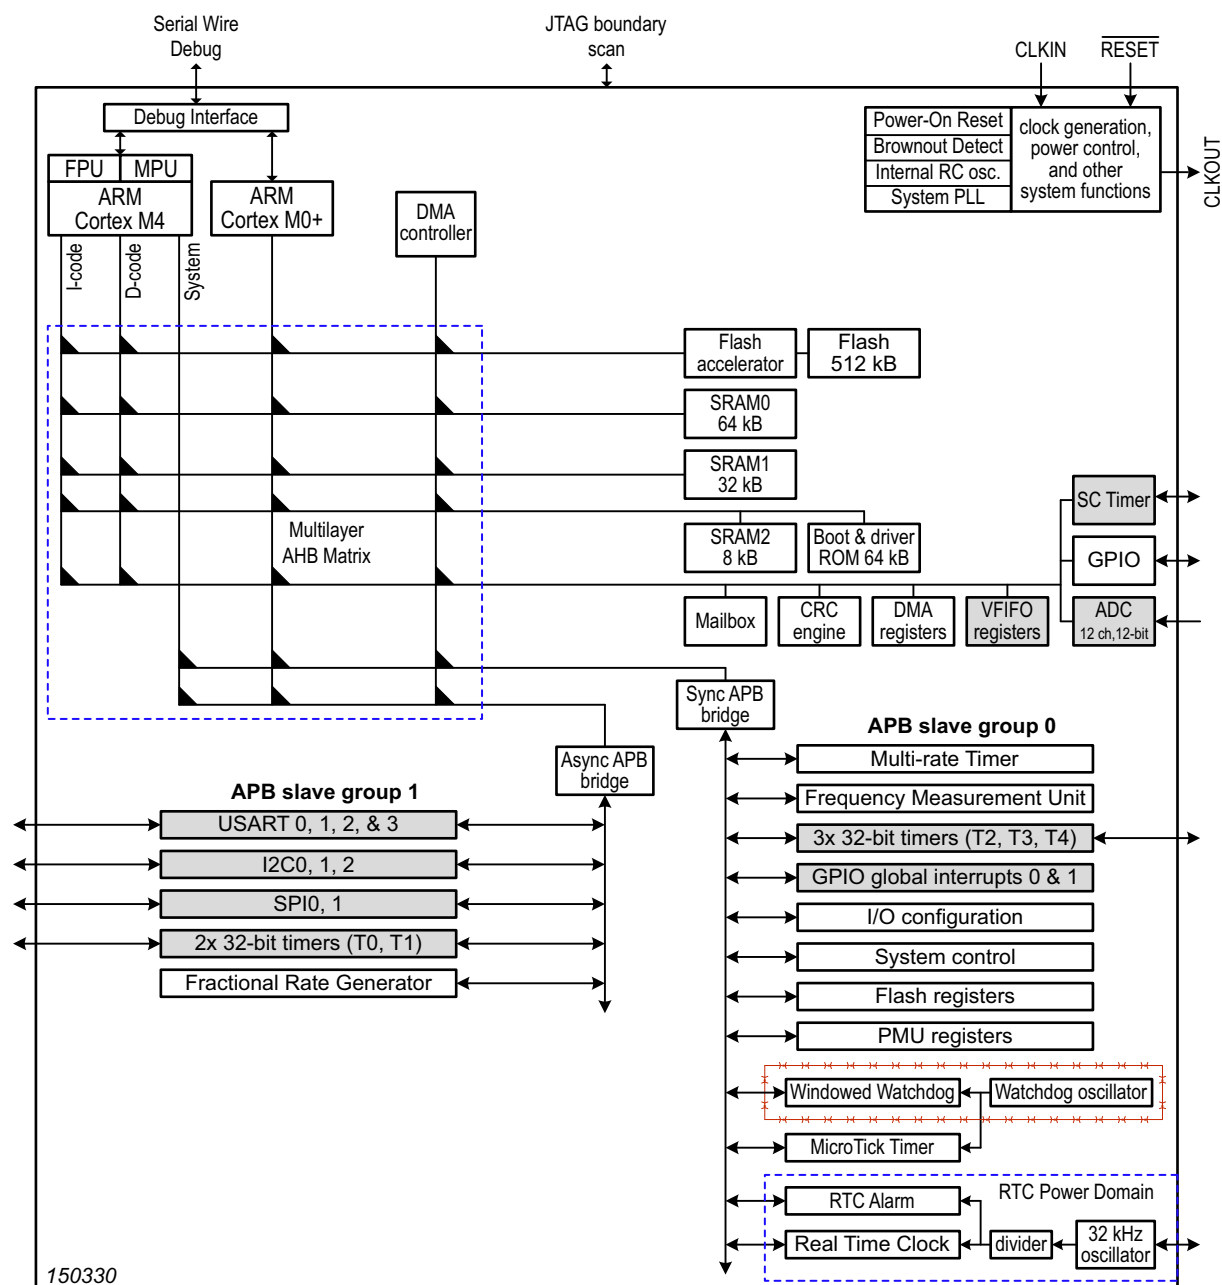 Serial Wire
Debug
JTAG boundary
scan
CLKIN
RESET
Debug Interface
FPU
MPU
ARM
Cortex M4
ARM
Cortex M0+
DMA
controller
Power-On Reset
Brownout Detect
Internal RC osc.
System PLL
clock generation,
power control,
and other
system functions
CLKOUT
I-code
D-code
System
Flash
accelerator
Flash
512 kB
SRAM0
64 kB
SRAM1
32 kB
Multilayer
AHB Matrix
SRAM2
8 kB
Boot & driver
ROM 64 kB
SC Timer
GPIO
ADC
12 ch,12-bit
Mailbox
CRC
engine
DMA
registers
VFIFO
registers
Sync APB
bridge
Async APB
bridge
APB slave group 0
Multi-rate Timer
Frequency Measurement Unit
3x 32-bit timers (T2, T3, T4)
GPIO global interrupts 0 & 1
I/O configuration
System control
Flash registers
PMU registers
Windowed Watchdog
Watchdog oscillator
MicroTick Timer
RTC Alarm
RTC Power Domain
Real Time Clock
divider
32 kHz
oscillator
APB slave group 1
USART 0, 1, 2, & 3
I2C0, 1, 2
SPI0, 1
2x 32-bit timers (T0, T1)
Fractional Rate Generator
150330